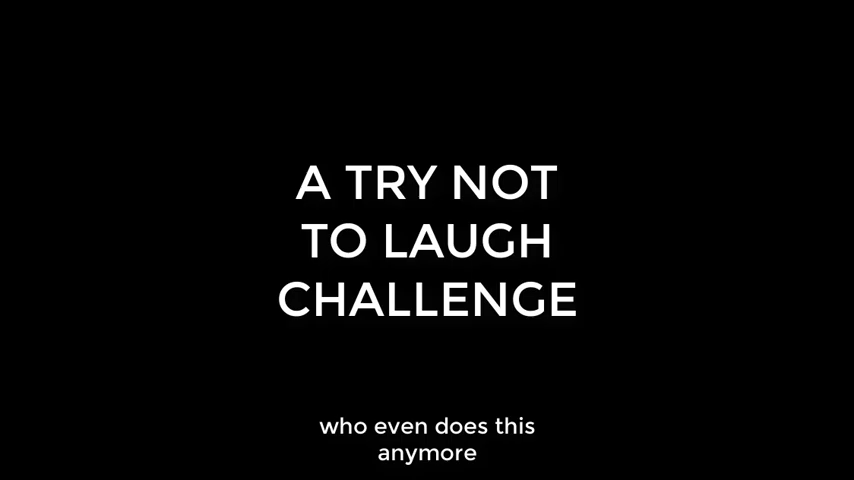 A TRY NOT
TO LAUGH
CHALLENGE
who even does this
anymore